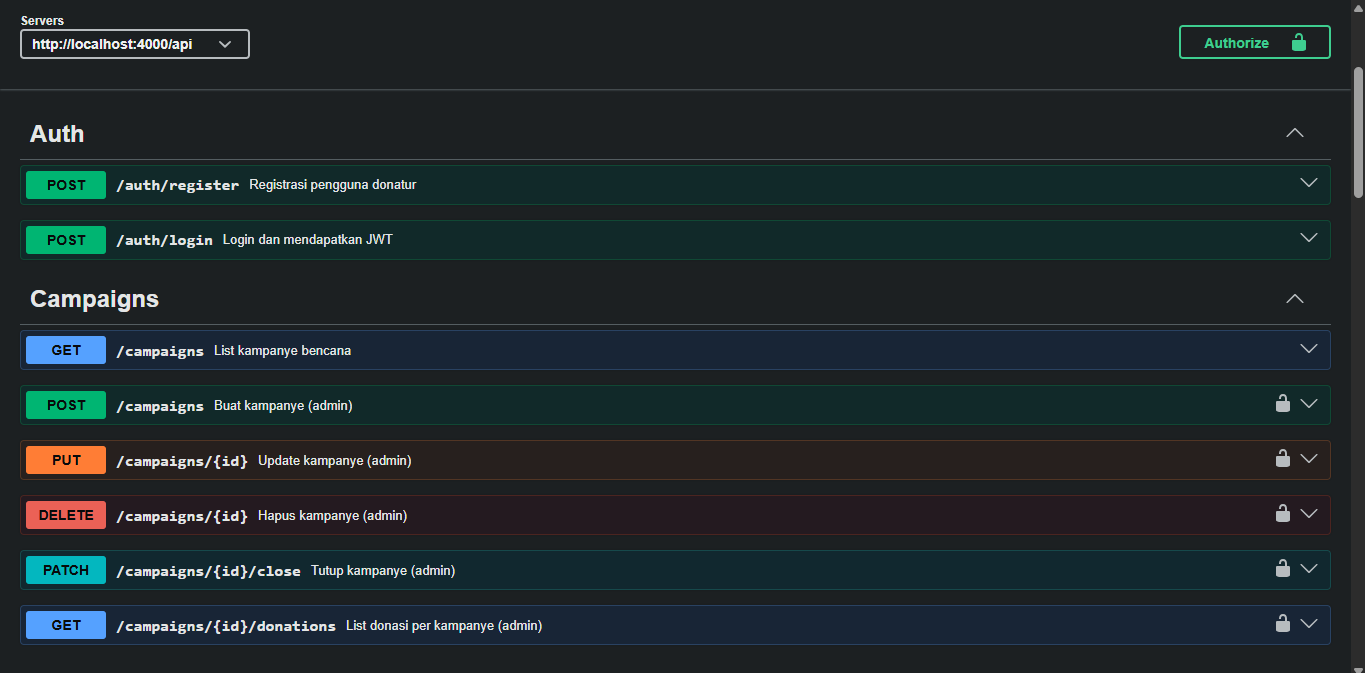 Servers
http://localhost:4000/api
Authorize
Auth
POST /auth/register Registrasi pengguna donatur
POST /auth/login Login dan mendapatkan JWT
Campaigns
GET /campaigns List kampanye bencana
POST /campaigns Buat kampanye (admin)
PUT /campaigns/{id} Update kampanye (admin)
DELETE /campaigns/{id} Hapus kampanye (admin)
PATCH /campaigns/{id}/close Tutup kampanye (admin)
GET /campaigns/{id}/donations List donasi per kampanye (admin)